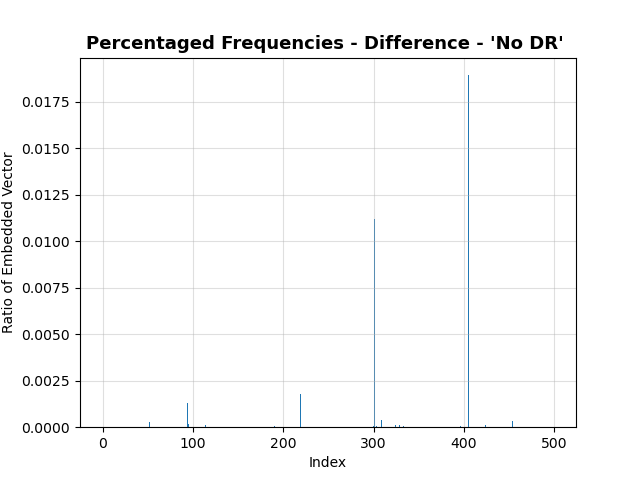 Percentaged Frequencies - Difference - 'No DR'
0.0175
0.0150
0.0125
0.0100
0.0075
0.0050
0.0025
0.0000
Ratio of Embedded Vector
0 100 200 300 400 500
Index